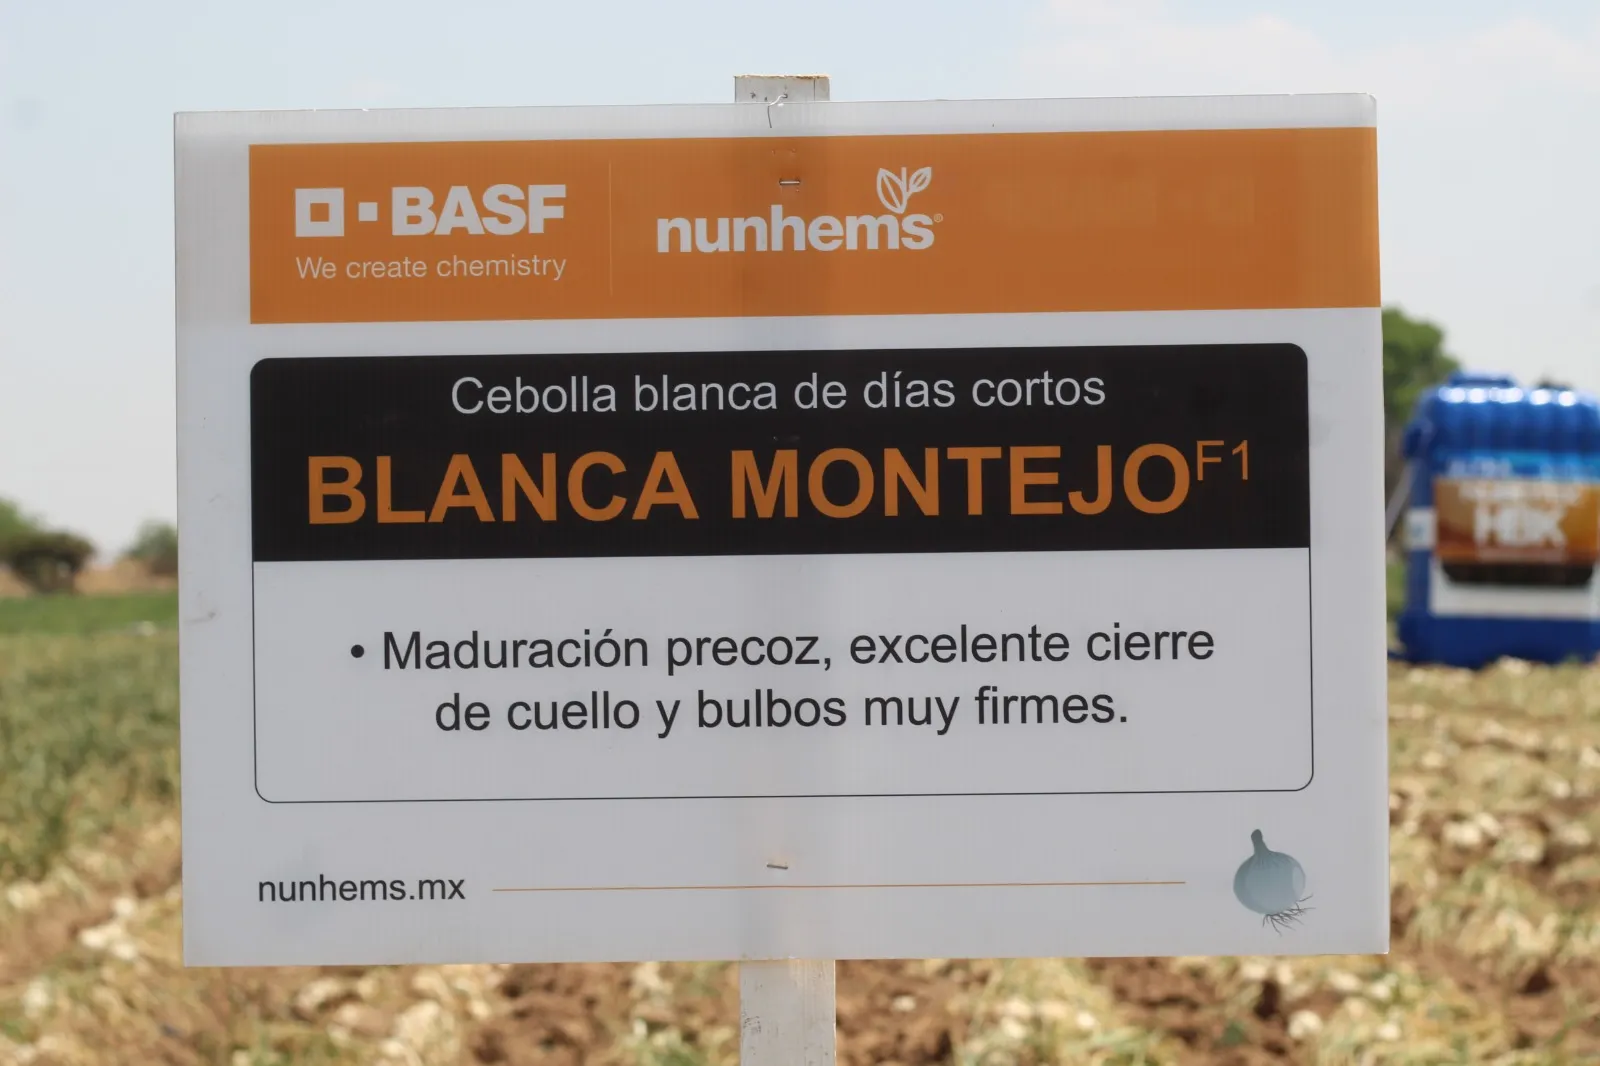 BASF
We create chemistry
nunhems®
Cebolla blanca de días cortos
BLANCA MONTEJO F1
• Maduración precoz, excelente cierre
de cuello y bulbos muy firmes.
nunhems.mx